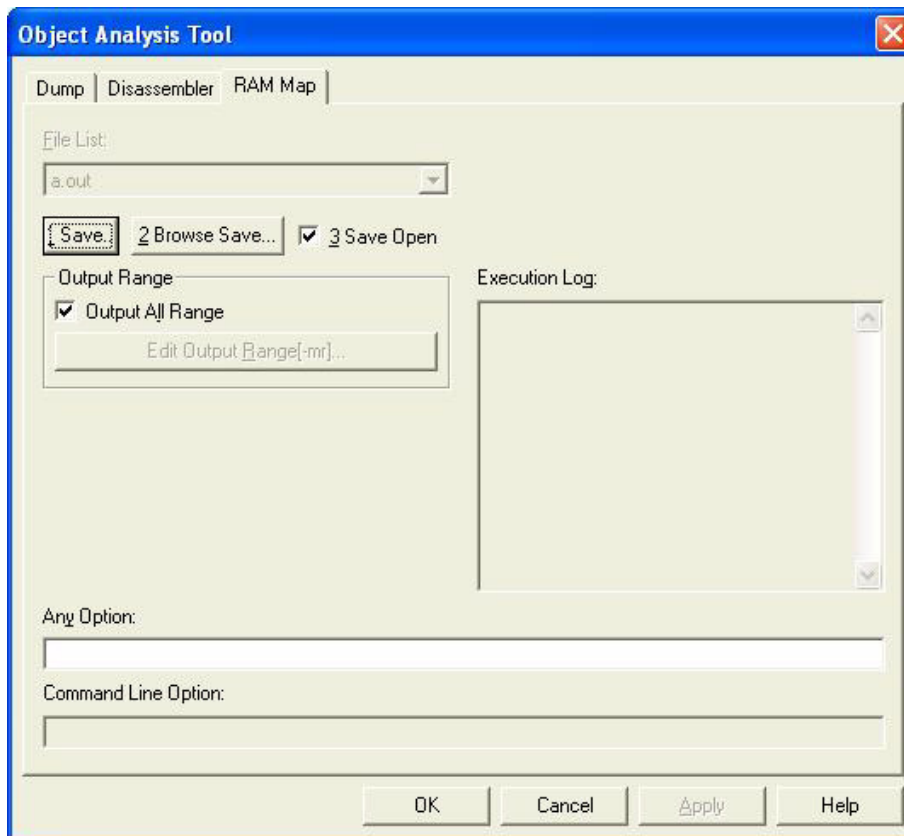 Object Analysis Tool
Dump Disassembler RAM Map
File List:
a.out
Save. 2 Browse Save... 3 Save Open
Output Range
Output All Range
Edit Output Range[-mr]...
Execution Log:
Any Option:
Command Line Option:
OK Cancel Apply Help